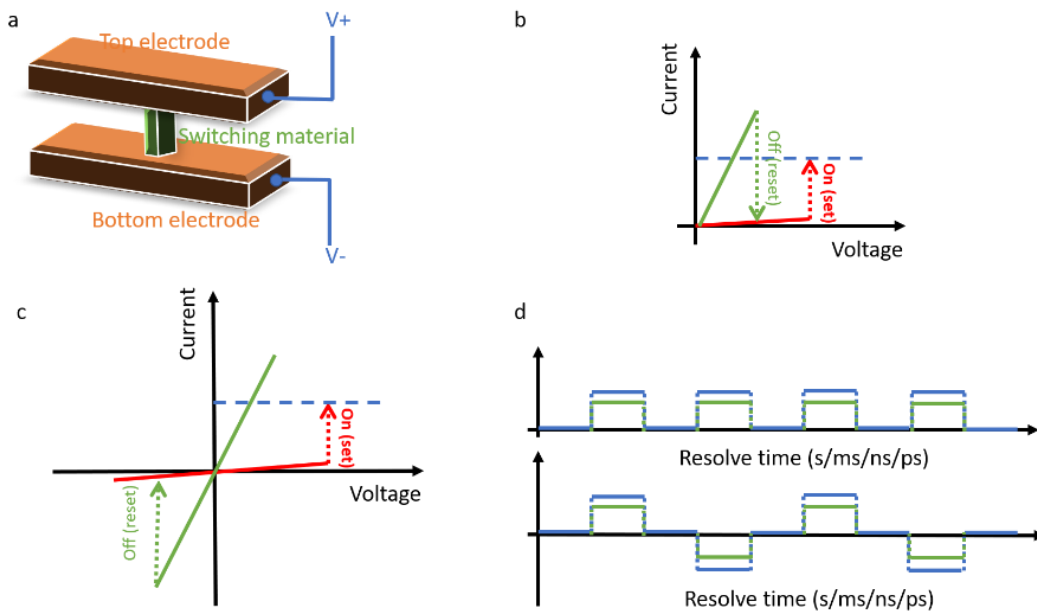 a
V+
Top electrode
Switching material
Bottom electrode
V-
b
Current
Off (reset)
On (set)
Voltage
c
Current
On (set)
Voltage
Off (reset)
d
Resolve time (s/ms/ns/ps)
Resolve time (s/ms/ns/ps)